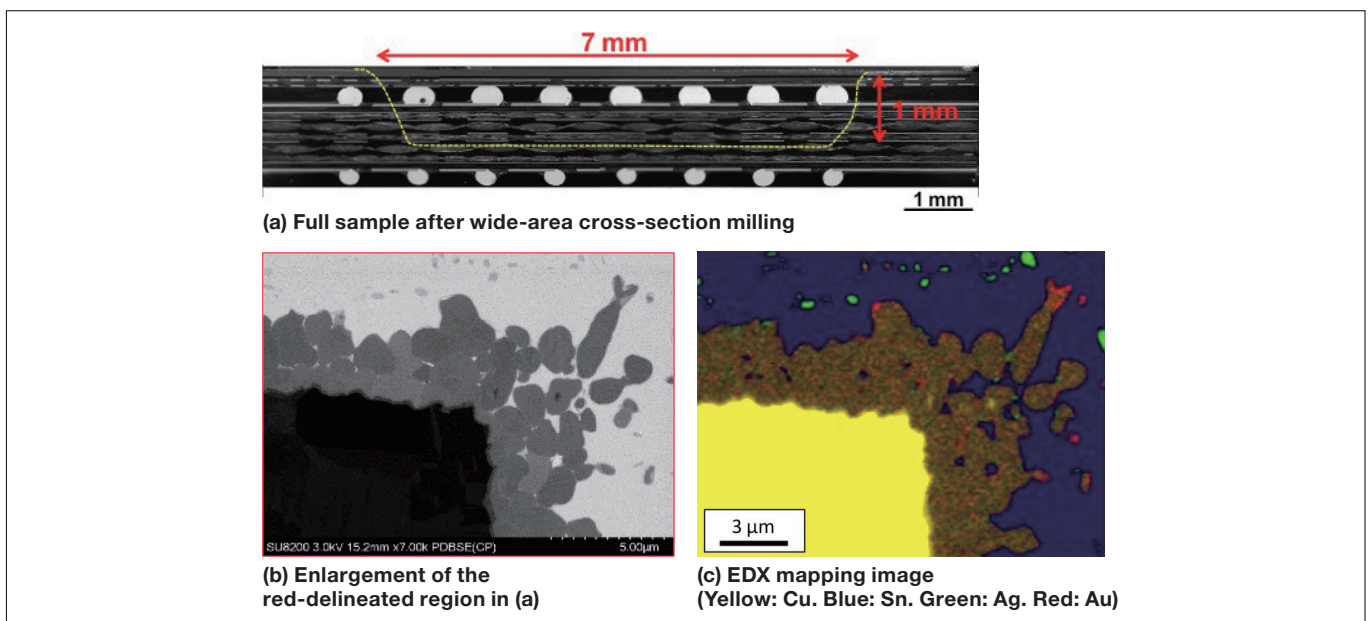 7 mm
1 mm
1 mm
(a) Full sample after wide-area cross-section milling
SU8200 3.0kV 15.2mm x7.00k PDBSE(CP)
5.00µm
3 µm
(b) Enlargement of the
red-delineated region in (a)
(c) EDX mapping image
(Yellow: Cu. Blue: Sn. Green: Ag. Red: Au)